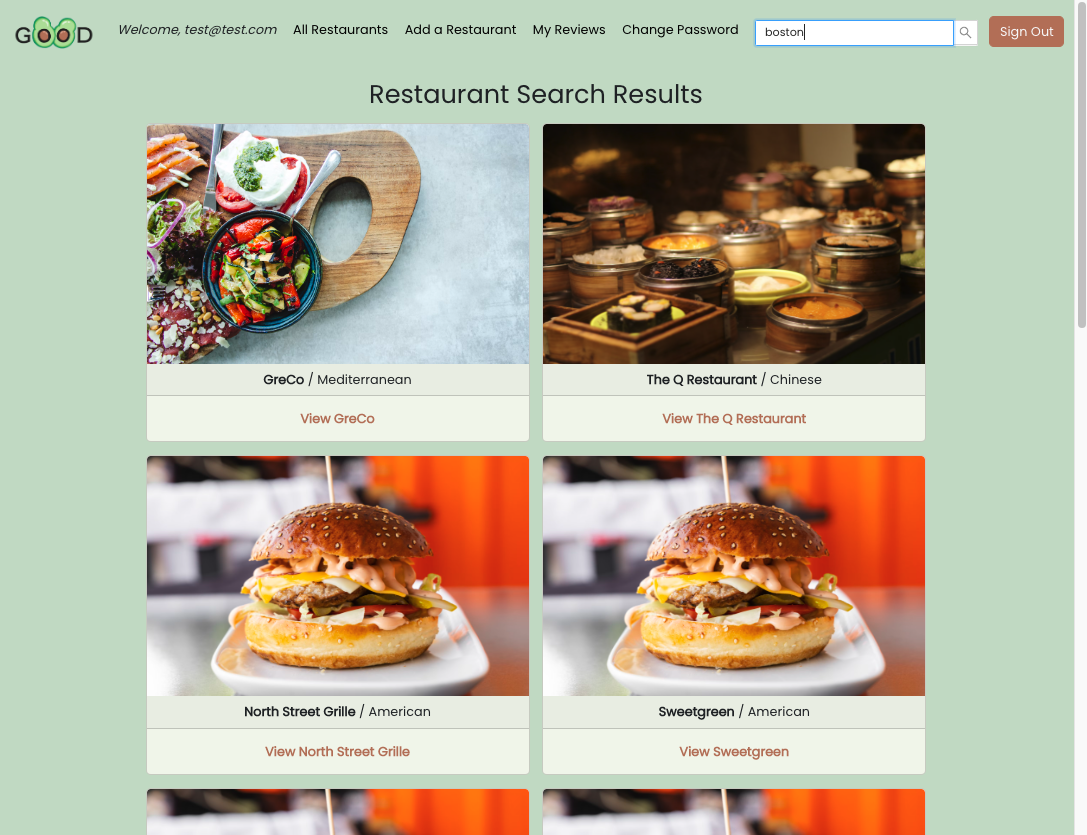 GOOD
Welcome, test@test.com All Restaurants Add a Restaurant My Reviews Change Password boston Sign Out
Restaurant Search Results
GreCo / Mediterranean
View GreCo
The Q Restaurant / Chinese
View The Q Restaurant
North Street Grille / American
View North Street Grille
Sweetgreen / American
View Sweetgreen